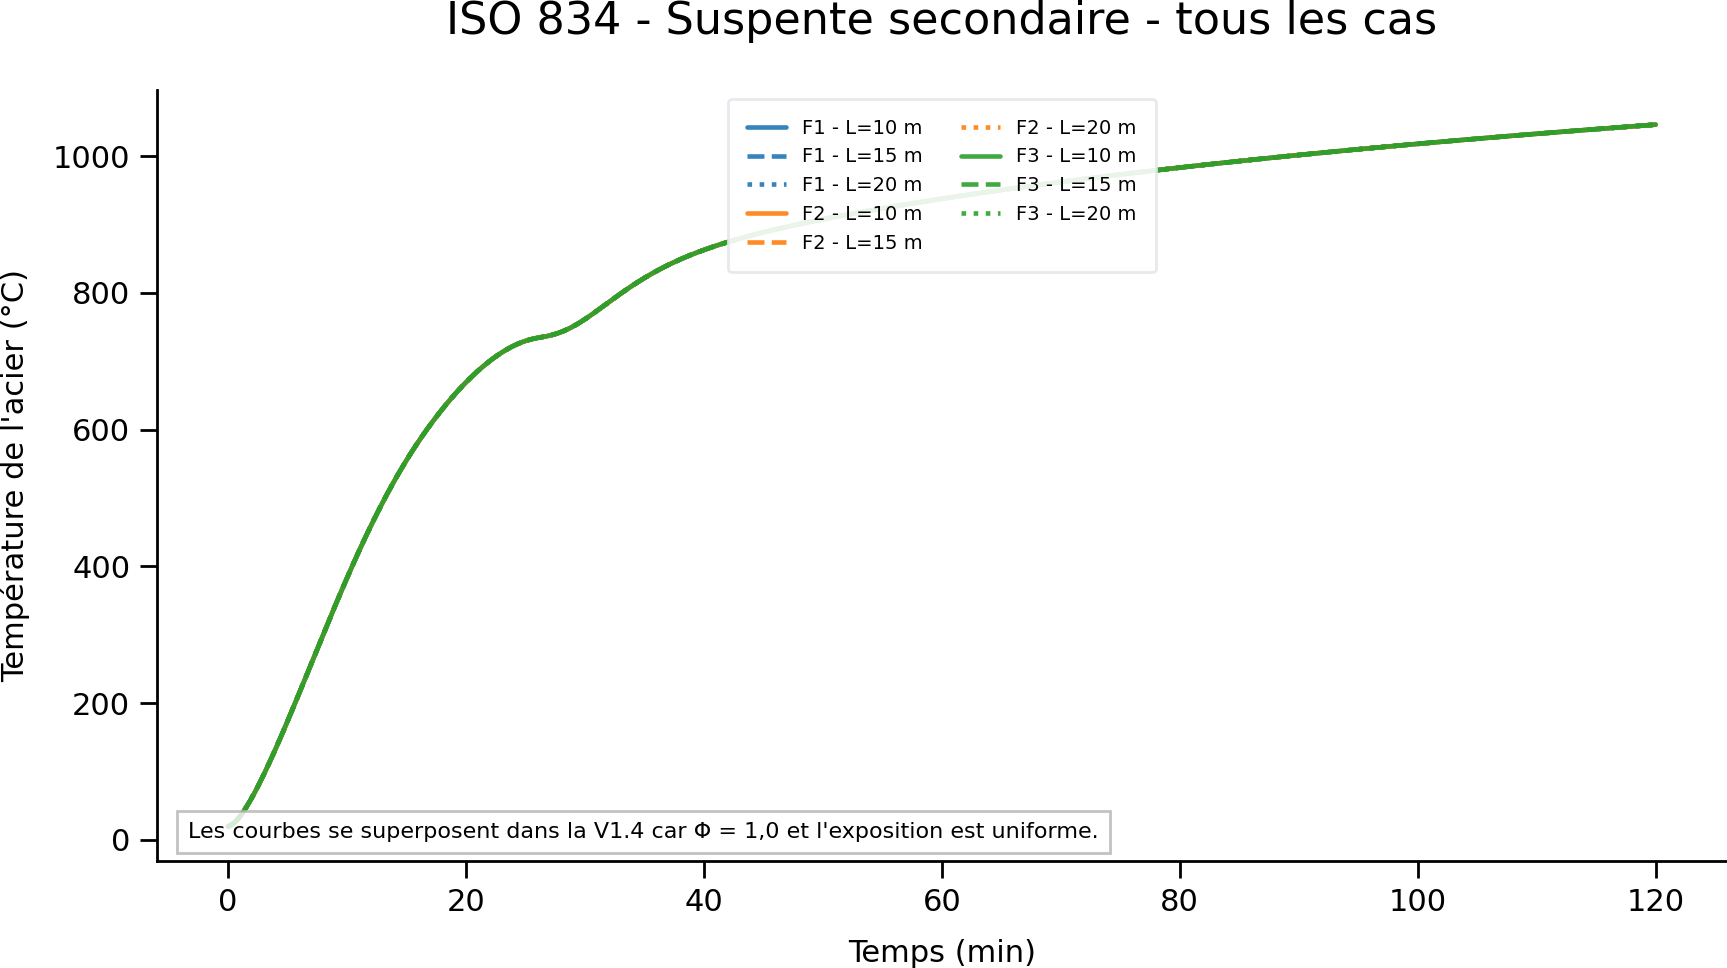 ISO 834 - Suspente secondaire - tous les cas
Température de l'acier (°C)
1000
800
600
400
200
0
F1 - L=10 m
F1 - L=15 m
F1 - L=20 m
F2 - L=10 m
F2 - L=15 m
F2 - L=20 m
F3 - L=10 m
F3 - L=15 m
F3 - L=20 m
Les courbes se superposent dans la V1.4 car Φ = 1,0 et l'exposition est uniforme.
0 20 40 60 80 100 120
Temps (min)